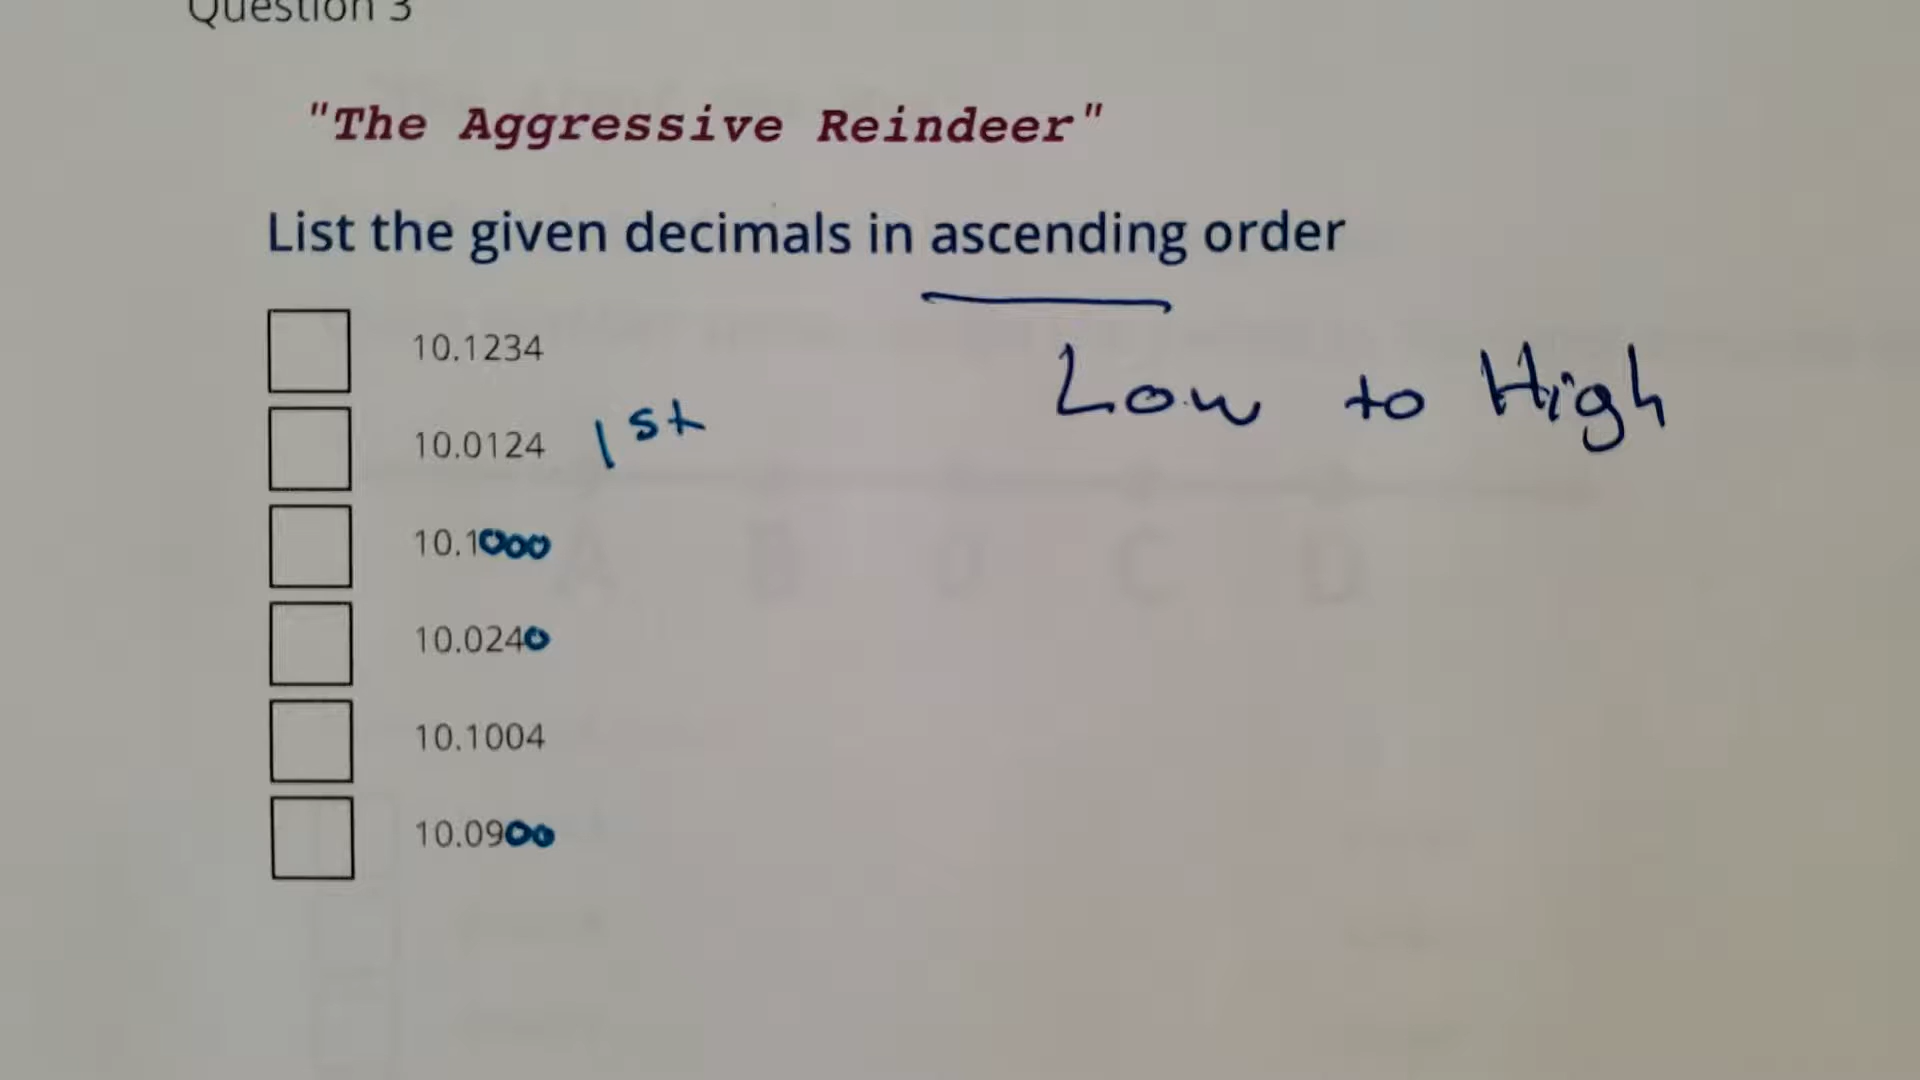 Question 3
"The Aggressive Reindeer"
List the given decimals in ascending order
Low to High
10.1234
10.0124 1st
10.1000
10.0240
10.1004
10.0900
A B J C D